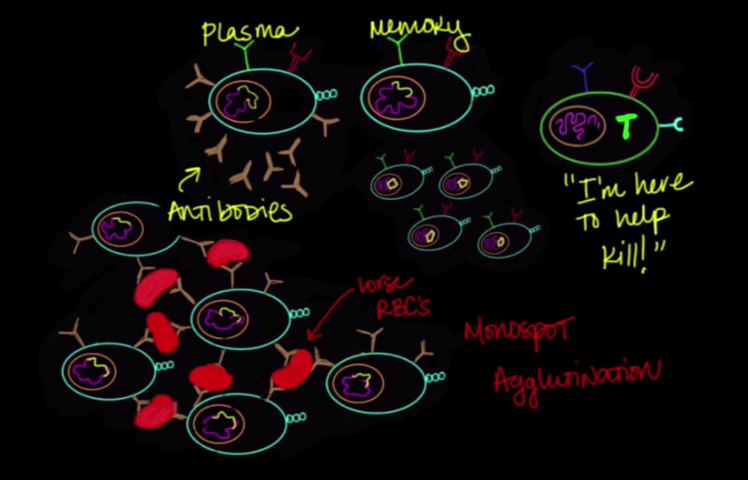 Plasma
Memory
T
"I'm here
to help
kill!"
Antibodies
Horse
RBC's
Monospot
Agglutination